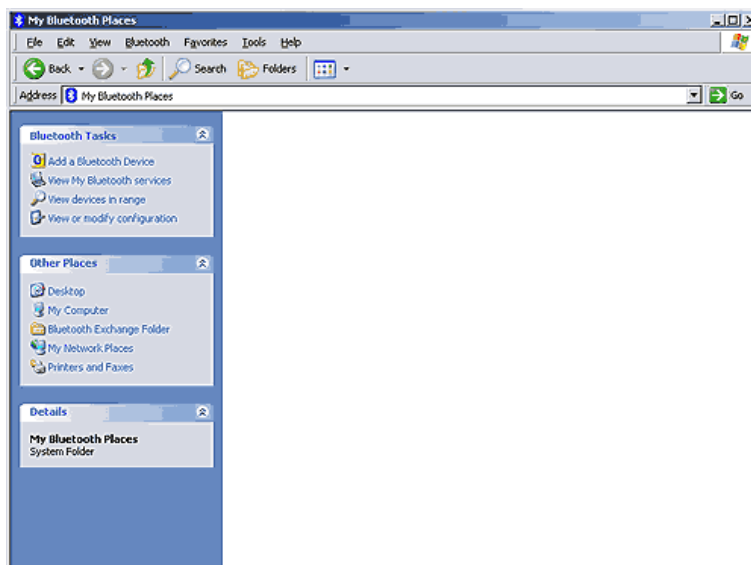 My Bluetooth Places
File Edit View Bluetooth Favorites Tools Help
Back Search Folders
Address My Bluetooth Places Go
Bluetooth Tasks
Add a Bluetooth Device
View My Bluetooth services
View devices in range
View or modify configuration
Other Places
Desktop
My Computer
Bluetooth Exchange Folder
My Network Places
Printers and Faxes
Details
My Bluetooth Places
System Folder